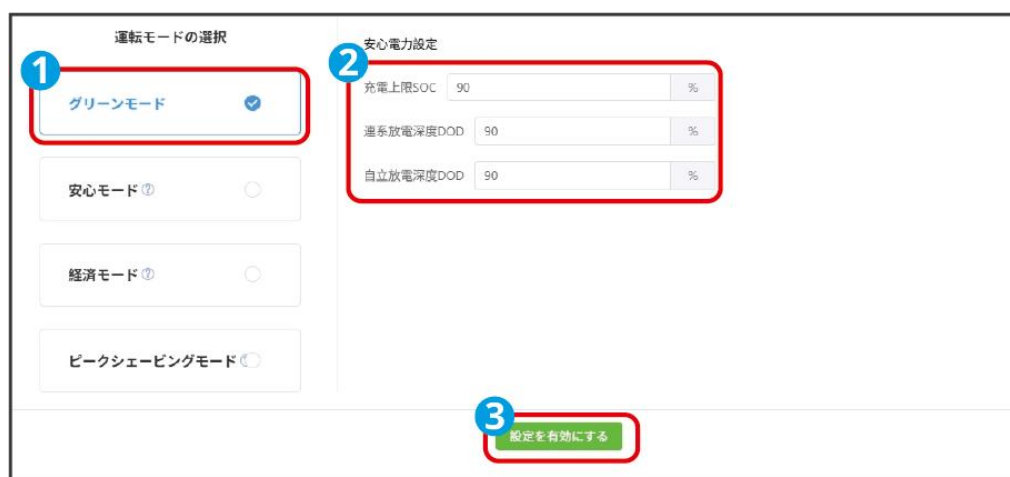 運転モードの選択
1
グリーンモード
安心モード
経済モード
ピークシェービングモード
安心電力設定
2
充電上限SOC 90 %
連系放電深度DOD 90 %
自立放電深度DOD 90 %
3
設定を有効にする